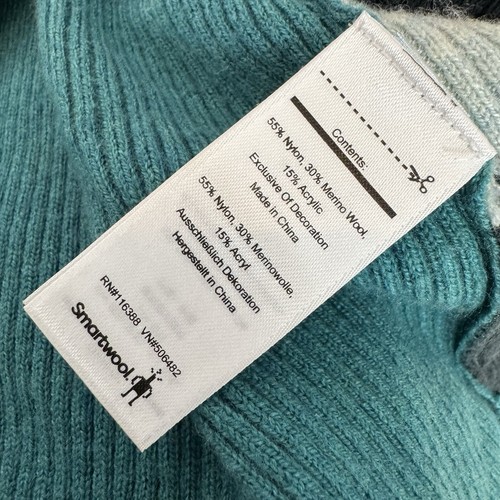 Contents:
55% Nylon, 30% Merino Wool,
15% Acrylic
Exclusive Of Decoration
Made in China
55% Nylon, 30% Merinowolle,
15% Acryl
Ausschließlich Dekoration
Hergestellt in China
RN#116388 VN#506482
smartwool